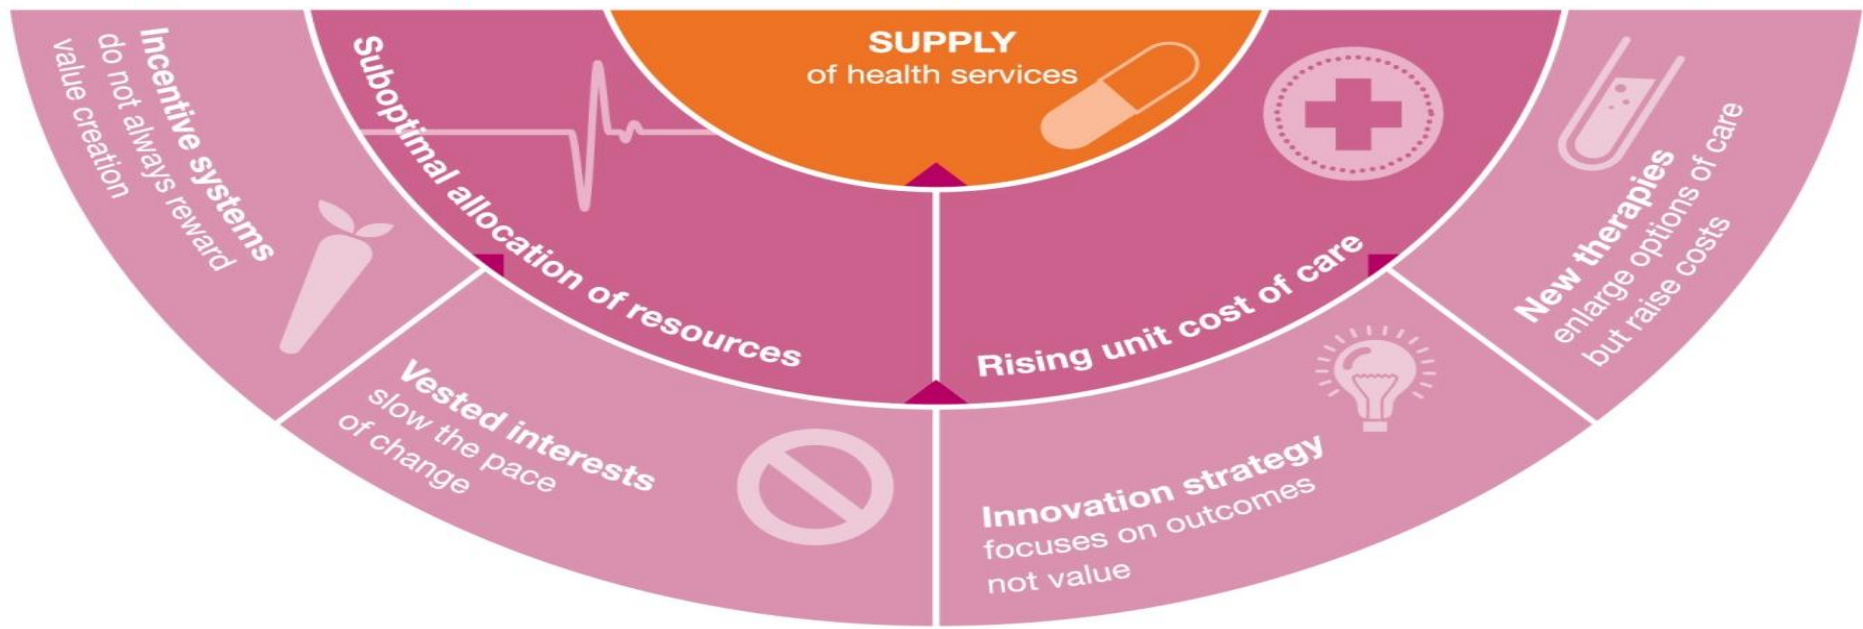 SUPPLY
of health services
Suboptimal allocation of resources
Rising unit cost of care
Incentive systems
do not always reward
value creation
Vested interests
slow the pace
of change
Innovation strategy
focuses on outcomes
not value
New therapies
enlarge options of care
but raise costs